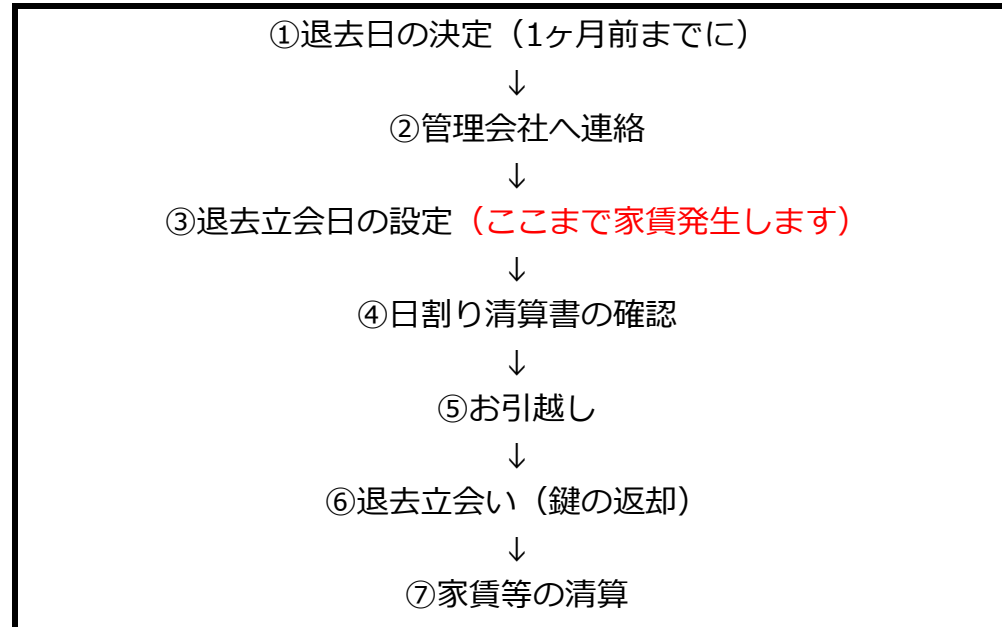 ①退去日の決定（1ヶ月前までに）
↓
②管理会社へ連絡
↓
③退去立会日の設定（ここまで家賃発生します）
↓
④日割り清算書の確認
↓
⑤お引越し
↓
⑥退去立会い（鍵の返却）
↓
⑦家賃等の清算